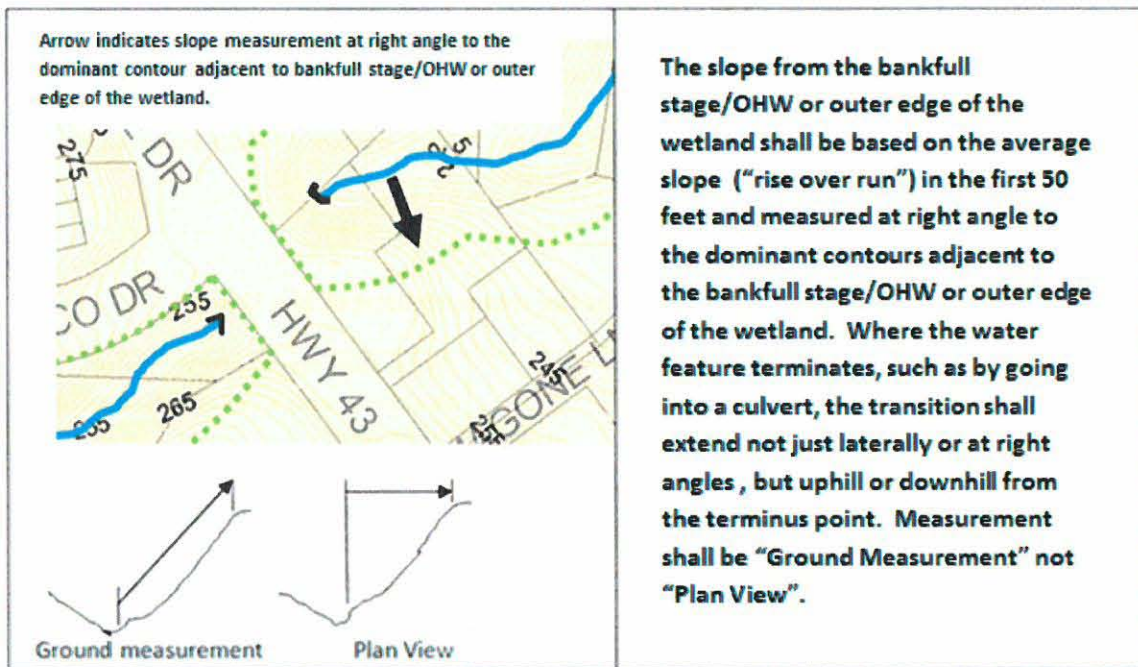 Arrow indicates slope measurement at right angle to the
dominant contour adjacent to bankfull stage/OHW or outer
edge of the wetland.
275
DR
CO DR
255
HWY 43
245
265
255
Ground measurement
Plan View
The slope from the bankfull
stage/OHW or outer edge of the
wetland shall be based on the average
slope (“rise over run”) in the first 50
feet and measured at right angle to
the dominant contours adjacent to
the bankfull stage/OHW or outer edge
of the wetland. Where the water
feature terminates, such as by going
into a culvert, the transition shall
extend not just laterally or at right
angles , but uphill or downhill from
the terminus point. Measurement
shall be “Ground Measurement” not
“Plan View”.